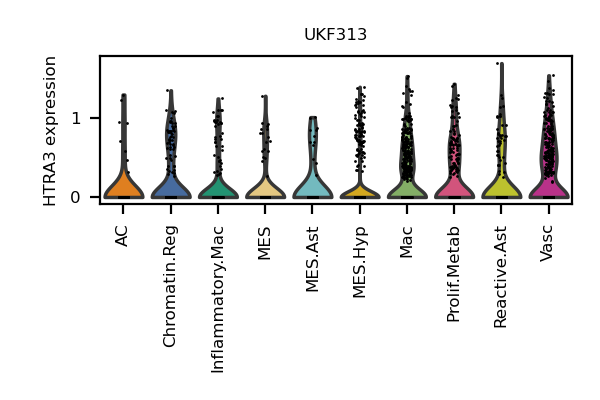 UKF313
HTRA3 expression
1
0
AC
Chromatin.Reg
Inflammatory.Mac
MES
MES.Ast
MES.Hyp
Mac
Prolif.Metab
Reactive.Ast
Vasc